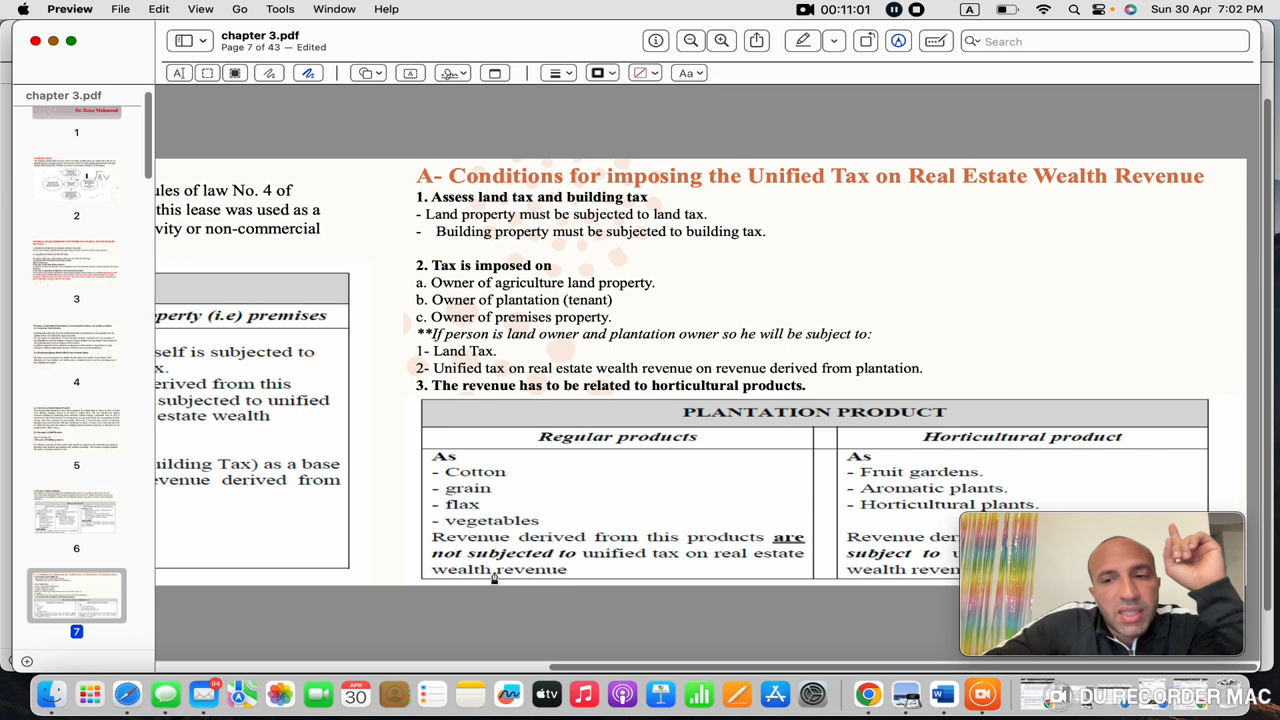 Preview File Edit View Go Tools Window Help 00:11:01 A Sun 30 Apr 7:02 PM
chapter 3.pdf
Page 7 of 43 — Edited
Search
Aa
chapter 3.pdf
1
2
3
4
5
6
7
ules of law No. 4 of
this lease was used as a
vity or non-commercial
operty (i.e) premises
self is subjected to
x.
erived from this
subjected to unified
estate wealth
uilding Tax) as a base
evenue derived from
A- Conditions for imposing the Unified Tax on Real Estate Wealth Revenue
1. Assess land tax and building tax
- Land property must be subjected to land tax.
- Building property must be subjected to building tax.
2. Tax is imposed on
a. Owner of agriculture land property.
b. Owner of plantation (tenant)
c. Owner of premises property.
**If person land owner and plantation owner so will be subject to:
1- Land Tax.
2- Unified tax on real estate wealth revenue on revenue derived from plantation.
3. The revenue has to be related to horticultural products.
PLANTING PRODUCT
Regular products
Horticultural product
As
- Cotton
- grain
- flax
- vegetables
Revenue derived from this products are
not subjected to unified tax on real estate
wealth revenue
As
- Fruit gardens.
- Aromatic plants.
- Horticultural plants.
Revenue der
subject to u
wealth reve
94
APR
30
tv
DU RECORDER MAC